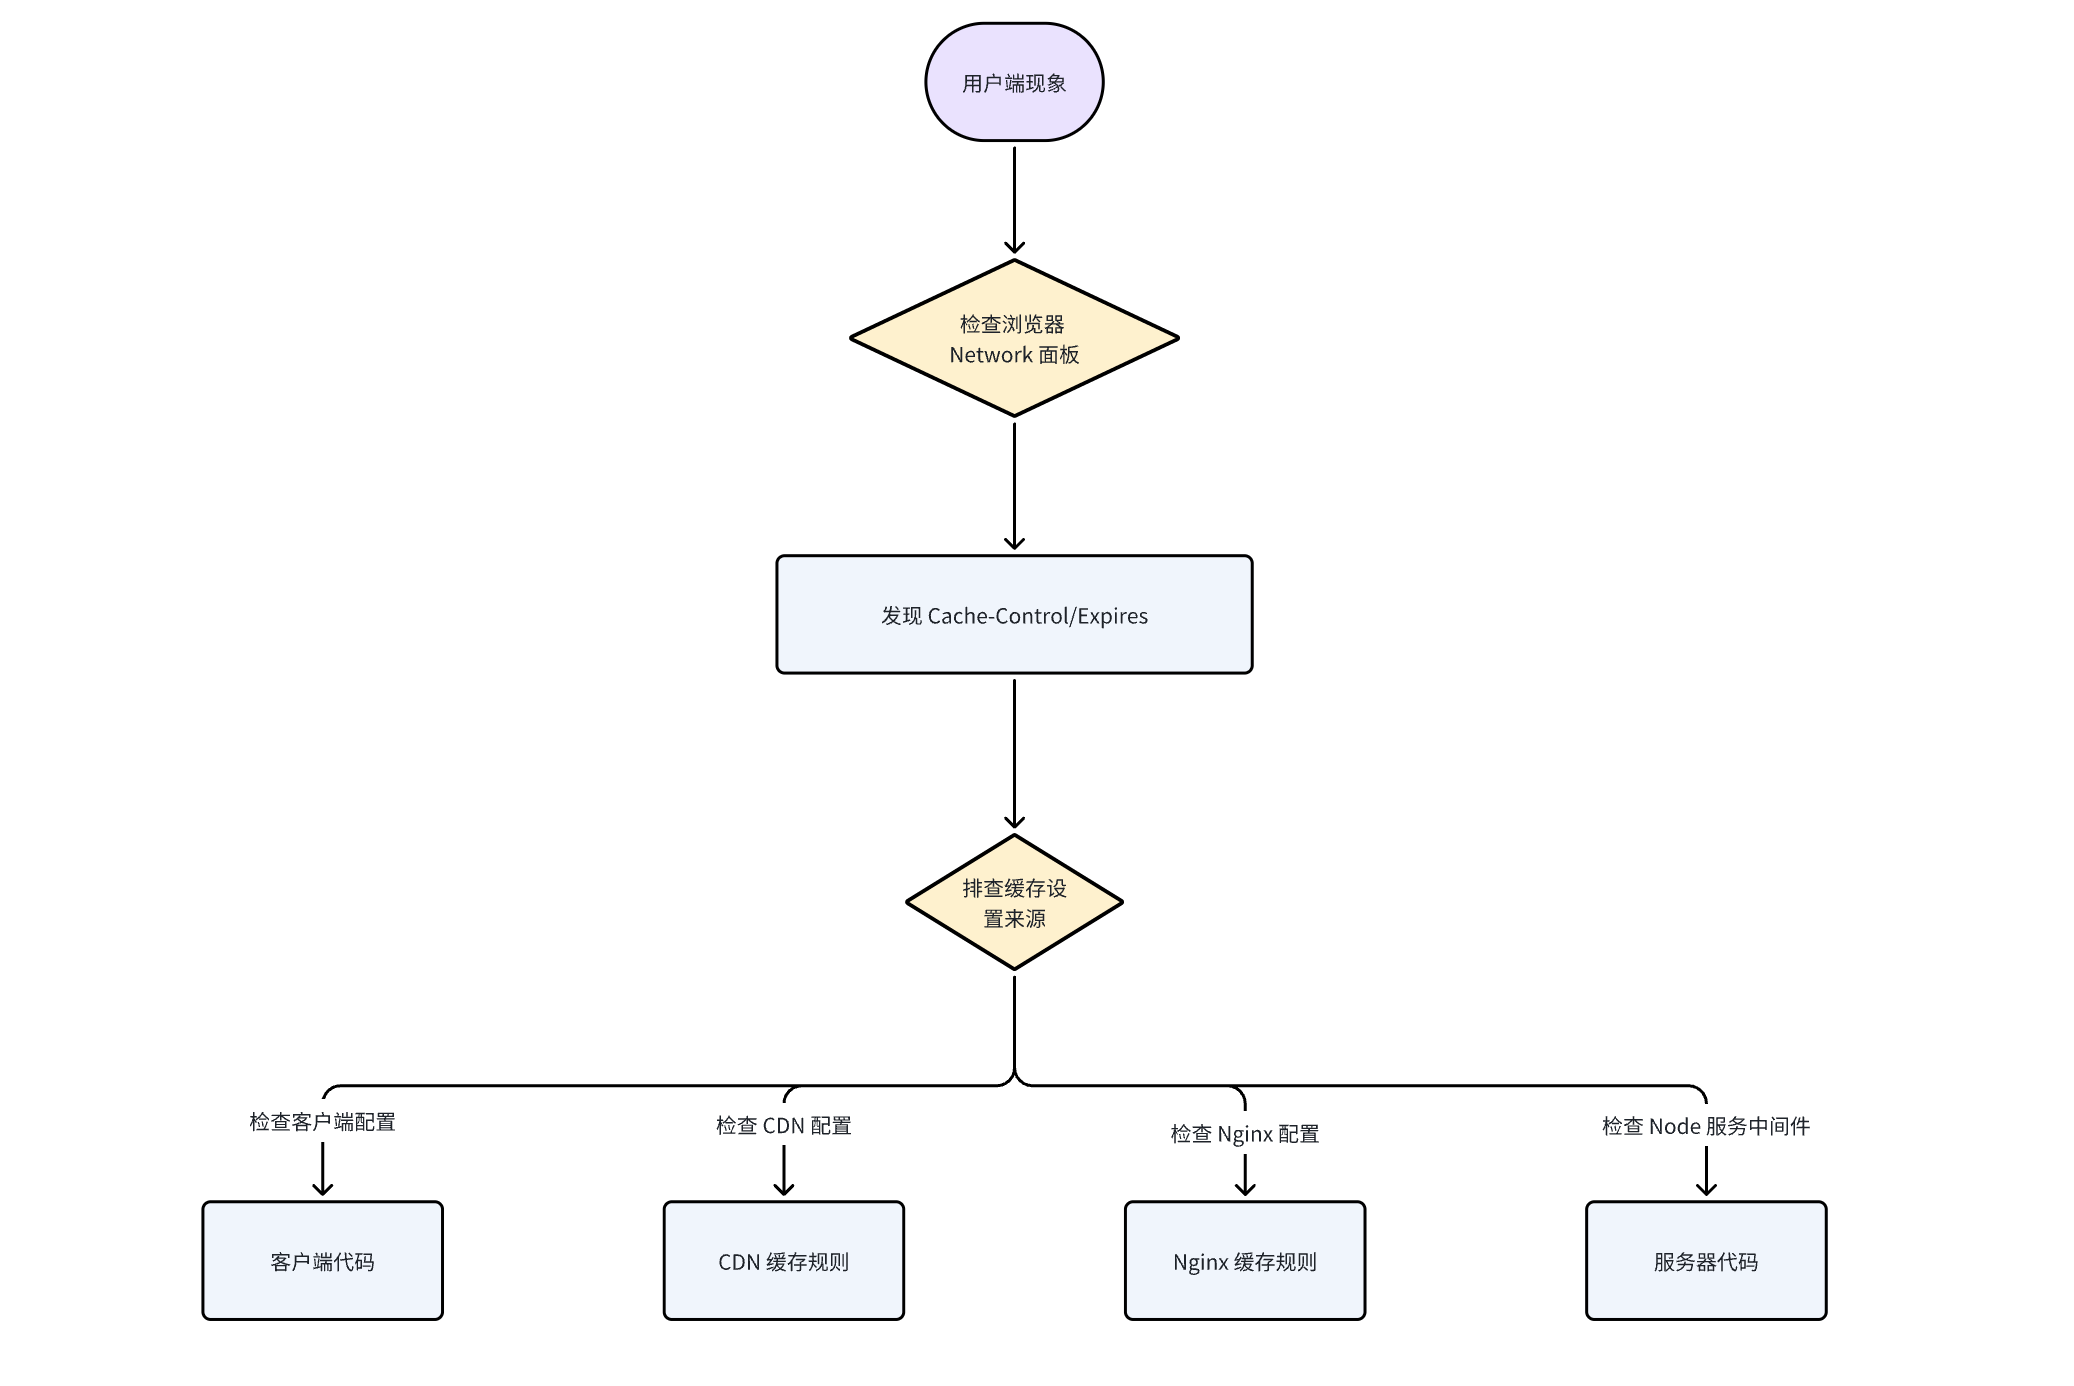 用户端现象
检查浏览器
Network 面板
发现 Cache-Control/Expires
排查缓存设
置来源
检查客户端配置
检查 CDN 配置
检查 Nginx 配置
检查 Node 服务中间件
客户端代码
CDN 缓存规则
Nginx 缓存规则
服务器代码